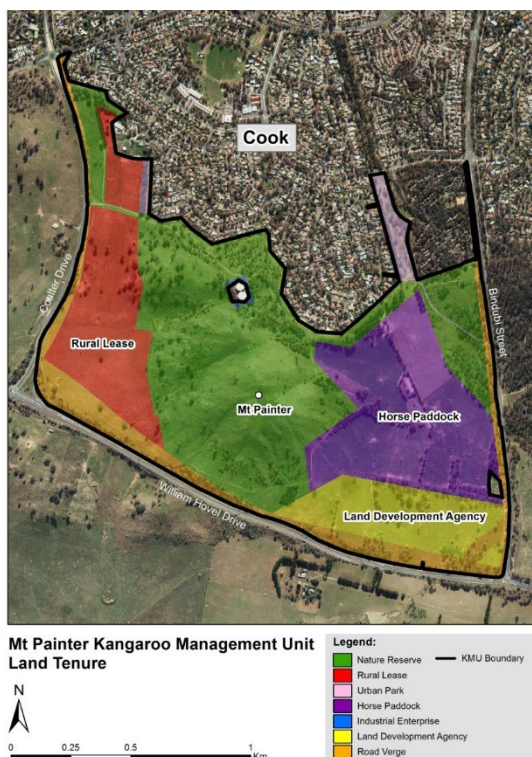 Cook
Coulter Drive
Rural Lease
Mt Painter
Bindubi Street
Horse Paddock
William Hovel Drive
Land Development Agency
Mt Painter Kangaroo Management Unit
Land Tenure
N
0 0.25 0.5 1
Km
Legend:
Nature Reserve
KMU Boundary
Rural Lease
Urban Park
Horse Paddock
Industrial Enterprise
Land Development Agency
Road Verge